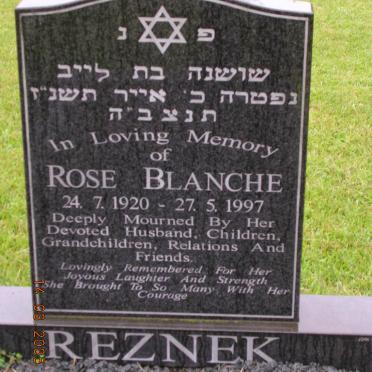 פ נ
שושנה בת לייב
נפטרה כ' אייר תשנ"ז
ת נ צ ב "ה
In Loving Memory
of
ROSE BLANCHE
24. 7. 1920 - 27. 5. 1997
Deeply Mourned By Her
Devoted Husband, Children,
Grandchildren, Relations And
Friends.
Lovingly Remembered For Her
Joyous Laughter And Strength
She Brought To So Many With Her
Courage
REZNEK